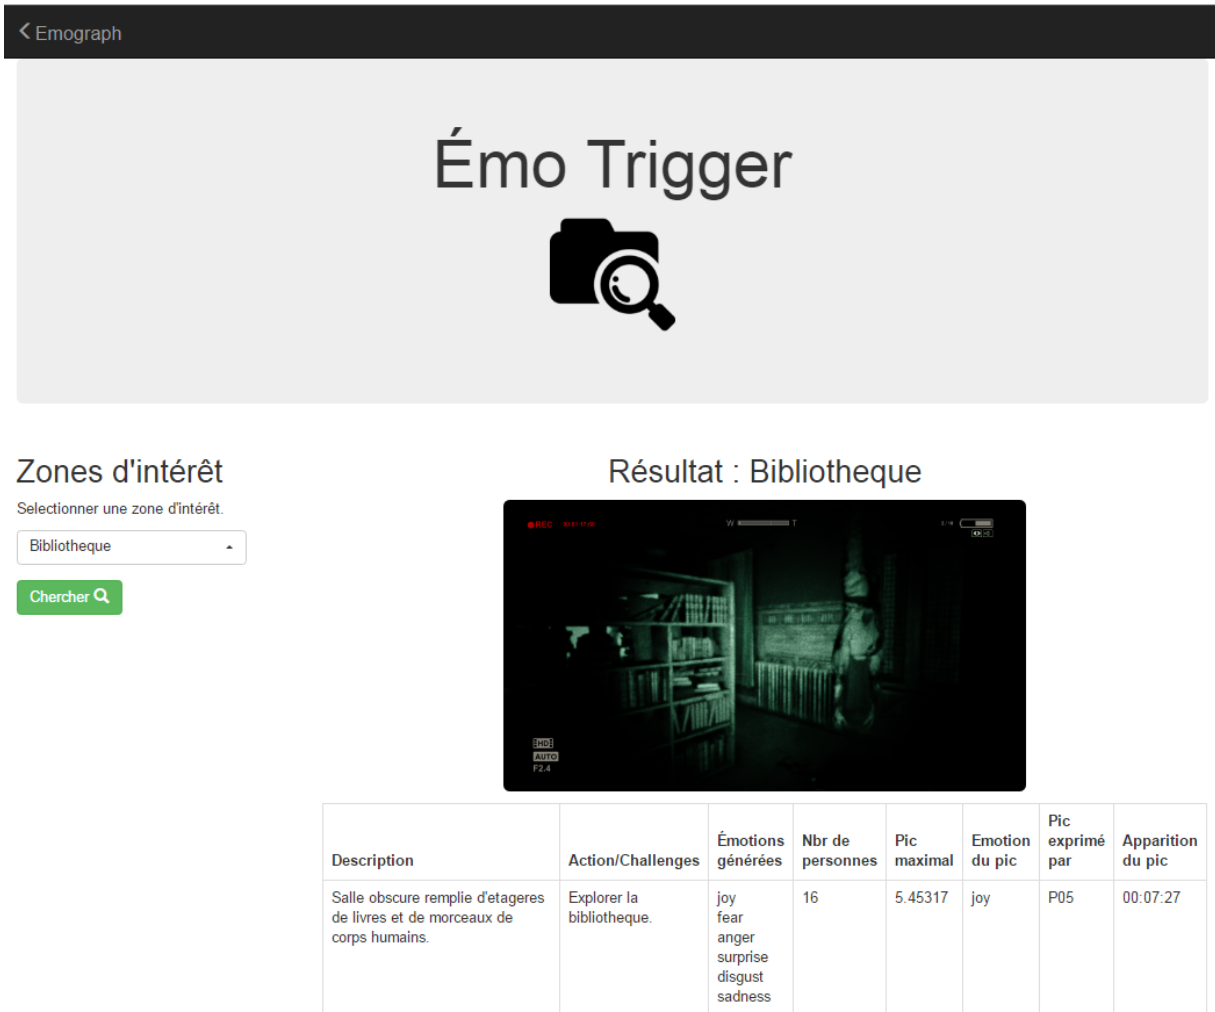 Emograph
Émo Trigger
Zones d'intérêt
Selectionner une zone d'intérêt.
Bibliotheque
Chercher
Résultat : Bibliotheque
REC
W T
HD
AUTO
F2.4
Description Action/Challenges Émotions générées Nbr de personnes Pic maximal Emotion du pic Pic exprimé par Apparition du pic
Salle obscure remplie d'etageres
de livres et de morceaux de
corps humains.
Explorer la
bibliotheque.
joy
fear
anger
surprise
disgust
sadness
16
5.45317
joy
P05
00:07:27